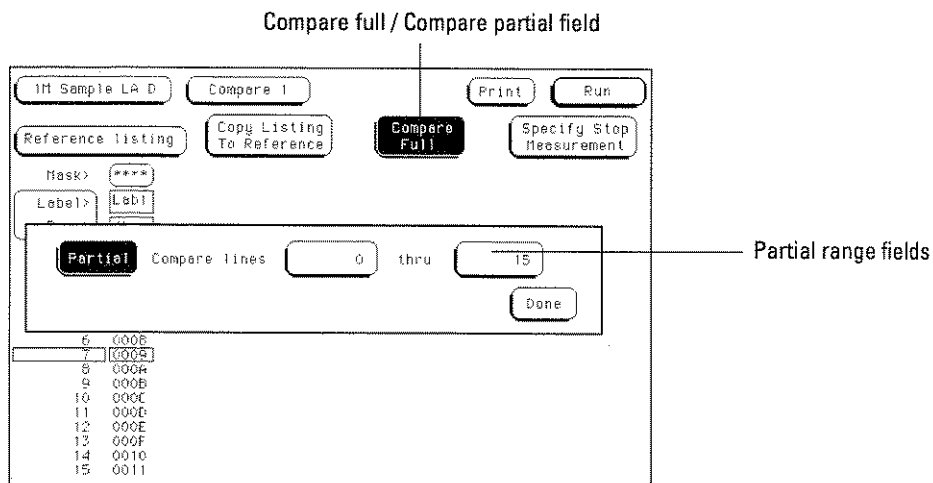 Compare full / Compare partial field
1M Sample LA D Compare 1 Print Run
Reference listing Copy Listing To Reference Compare Full Specify Stop Measurement
Mask> ****
Label> Lab1
Partial Compare lines 0 thru 15
Partial range fields
Done
6 0008
7 0009
8 000A
9 000B
10 000C
11 000D
12 000E
13 000F
14 0010
15 0011